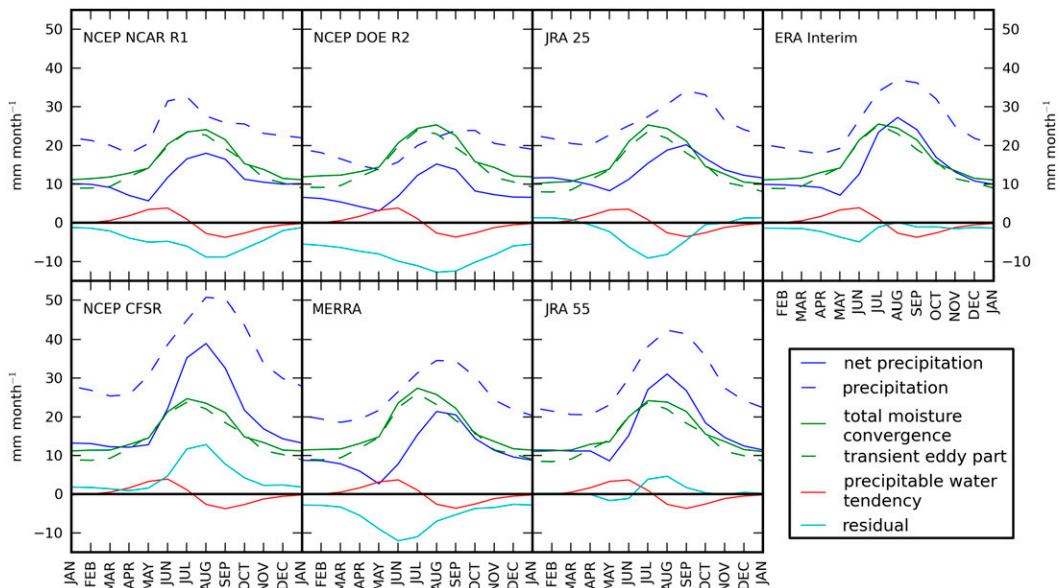 NCEP NCAR R1
NCEP DOE R2
JRA 25
ERA Interim
50
40
30
20
10
0
−10
mm month⁻¹
50
40
30
20
10
0
−10
mm month⁻¹
FEB
MAR
APR
MAY
JUN
JUL
AUG
SEP
OCT
NOV
DEC
JAN
NCEP CFSR
MERRA
JRA 55
50
40
30
20
10
0
−10
mm month⁻¹
net precipitation
precipitation
total moisture
convergence
transient eddy part
precipitable water
tendency
residual
JAN
FEB
MAR
APR
MAY
JUN
JUL
AUG
SEP
OCT
NOV
DEC
JAN
FEB
MAR
APR
MAY
JUN
JUL
AUG
SEP
OCT
NOV
DEC
JAN
FEB
MAR
APR
MAY
JUN
JUL
AUG
SEP
OCT
NOV
DEC
JAN